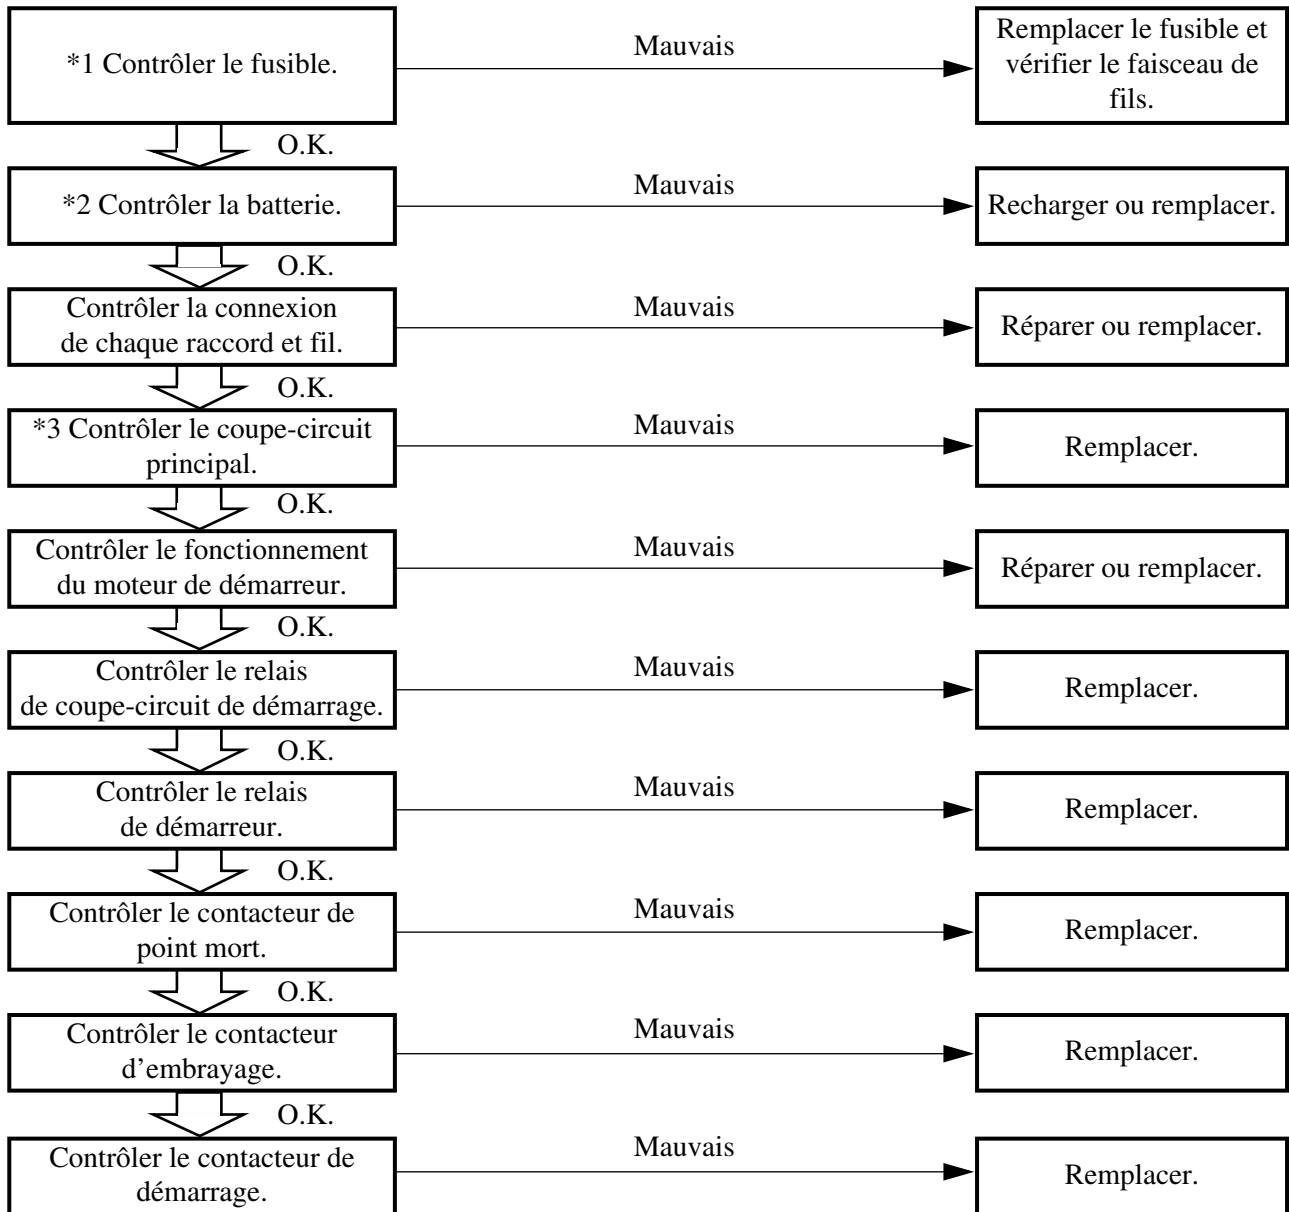 *1 Contrôler le fusible.
Mauvais
Remplacer le fusible et
vérifier le faisceau de
fils.
O.K.
*2 Contrôler la batterie.
Mauvais
Recharger ou remplacer.
O.K.
Contrôler la connexion
de chaque raccord et fil.
Mauvais
Réparer ou remplacer.
O.K.
*3 Contrôler le coupe-circuit
principal.
Mauvais
Remplacer.
O.K.
Contrôler le fonctionnement
du moteur de démarreur.
Mauvais
Réparer ou remplacer.
O.K.
Contrôler le relais
de coupe-circuit de démarrage.
Mauvais
Remplacer.
O.K.
Contrôler le relais
de démarreur.
Mauvais
Remplacer.
O.K.
Contrôler le contacteur de
point mort.
Mauvais
Remplacer.
O.K.
Contrôler le contacteur
d’embrayage.
Mauvais
Remplacer.
O.K.
Contrôler le contacteur de
démarrage.
Mauvais
Remplacer.